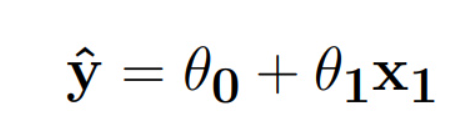 ŷ = θ₀ + θ₁x₁